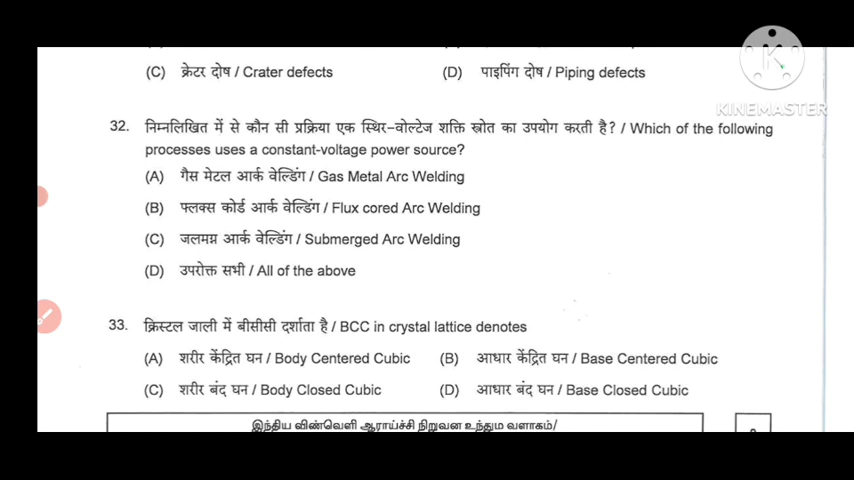 (C) क्रेटर दोष / Crater defects (D) पाइपिंग दोष / Piping defects
KINEMASTER
32. निम्नलिखित में से कौन सी प्रक्रिया एक स्थिर-वोल्टेज शक्ति स्त्रोत का उपयोग करती है? / Which of the following
processes uses a constant-voltage power source?
(A) गैस मेटल आर्क वेल्डिंग / Gas Metal Arc Welding
(B) फ्लक्स कोर्ड आर्क वेल्डिंग / Flux cored Arc Welding
(C) जलमग्न आर्क वेल्डिंग / Submerged Arc Welding
(D) उपरोक्त सभी / All of the above
33. क्रिस्टल जाली में बीसीसी दर्शाता है / BCC in crystal lattice denotes
(A) शरीर केंद्रित घन / Body Centered Cubic (B) आधार केंद्रित घन / Base Centered Cubic
(C) शरीर बंद घन / Body Closed Cubic (D) आधार बंद घन / Base Closed Cubic
இந்திய விண்வெளி ஆராய்ச்சி நிறுவன உந்தும வளாகம்/